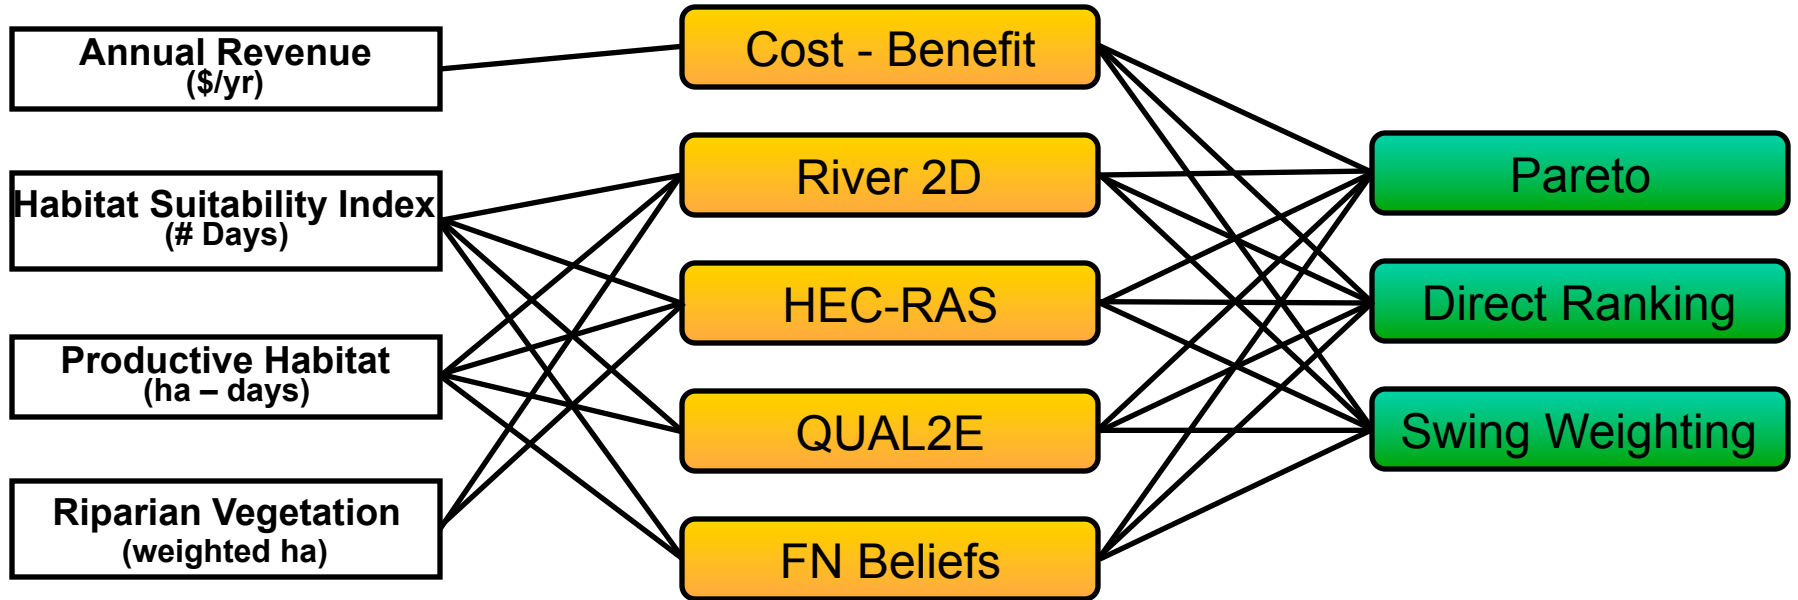 Annual Revenue
($/yr)
Habitat Suitability Index
(# Days)
Productive Habitat
(ha – days)
Riparian Vegetation
(weighted ha)
Cost - Benefit
River 2D
HEC-RAS
QUAL2E
FN Beliefs
Pareto
Direct Ranking
Swing Weighting